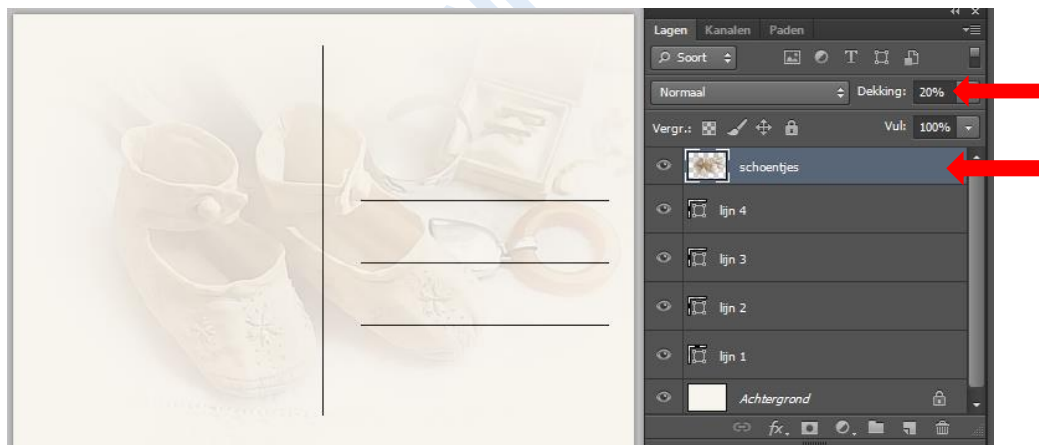 Lagen Kanalen Paden
Soort
Normaal Dekking: 20%
Vergr.: Vul: 100%
schoentjes
lijn 4
lijn 3
lijn 2
lijn 1
Achtergrond
fx.